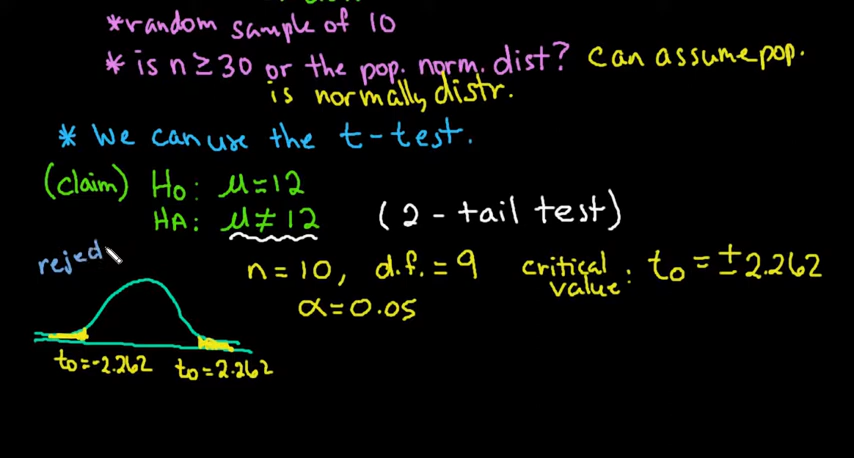 *random sample of 10
* is n ≥ 30 or the pop. norm. dist? can assume pop.
is normally distr.
* We can use the t-test.
(claim) H₀: μ = 12
HA: μ ≠ 12 (2-tail test)
n = 10, d.f. = 9 critical value: t₀ = ±2.262
α = 0.05
t₀ = -2.262 t₀ = 2.262